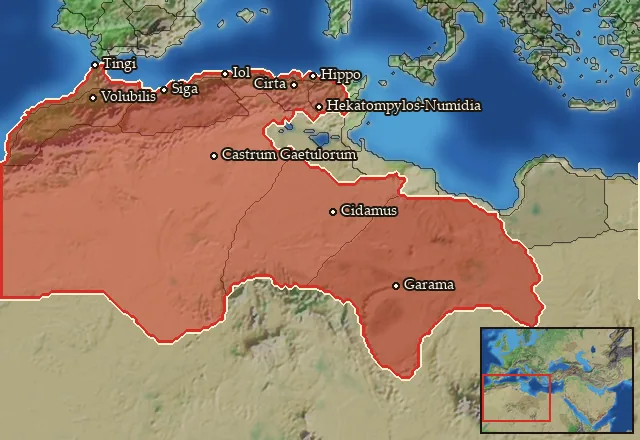 Tingi
Iol
Hippo
Siga
Cirta
Volubilis
Hekatompylos-Numidia
Castrum Gaetulorum
Cidamus
Garama